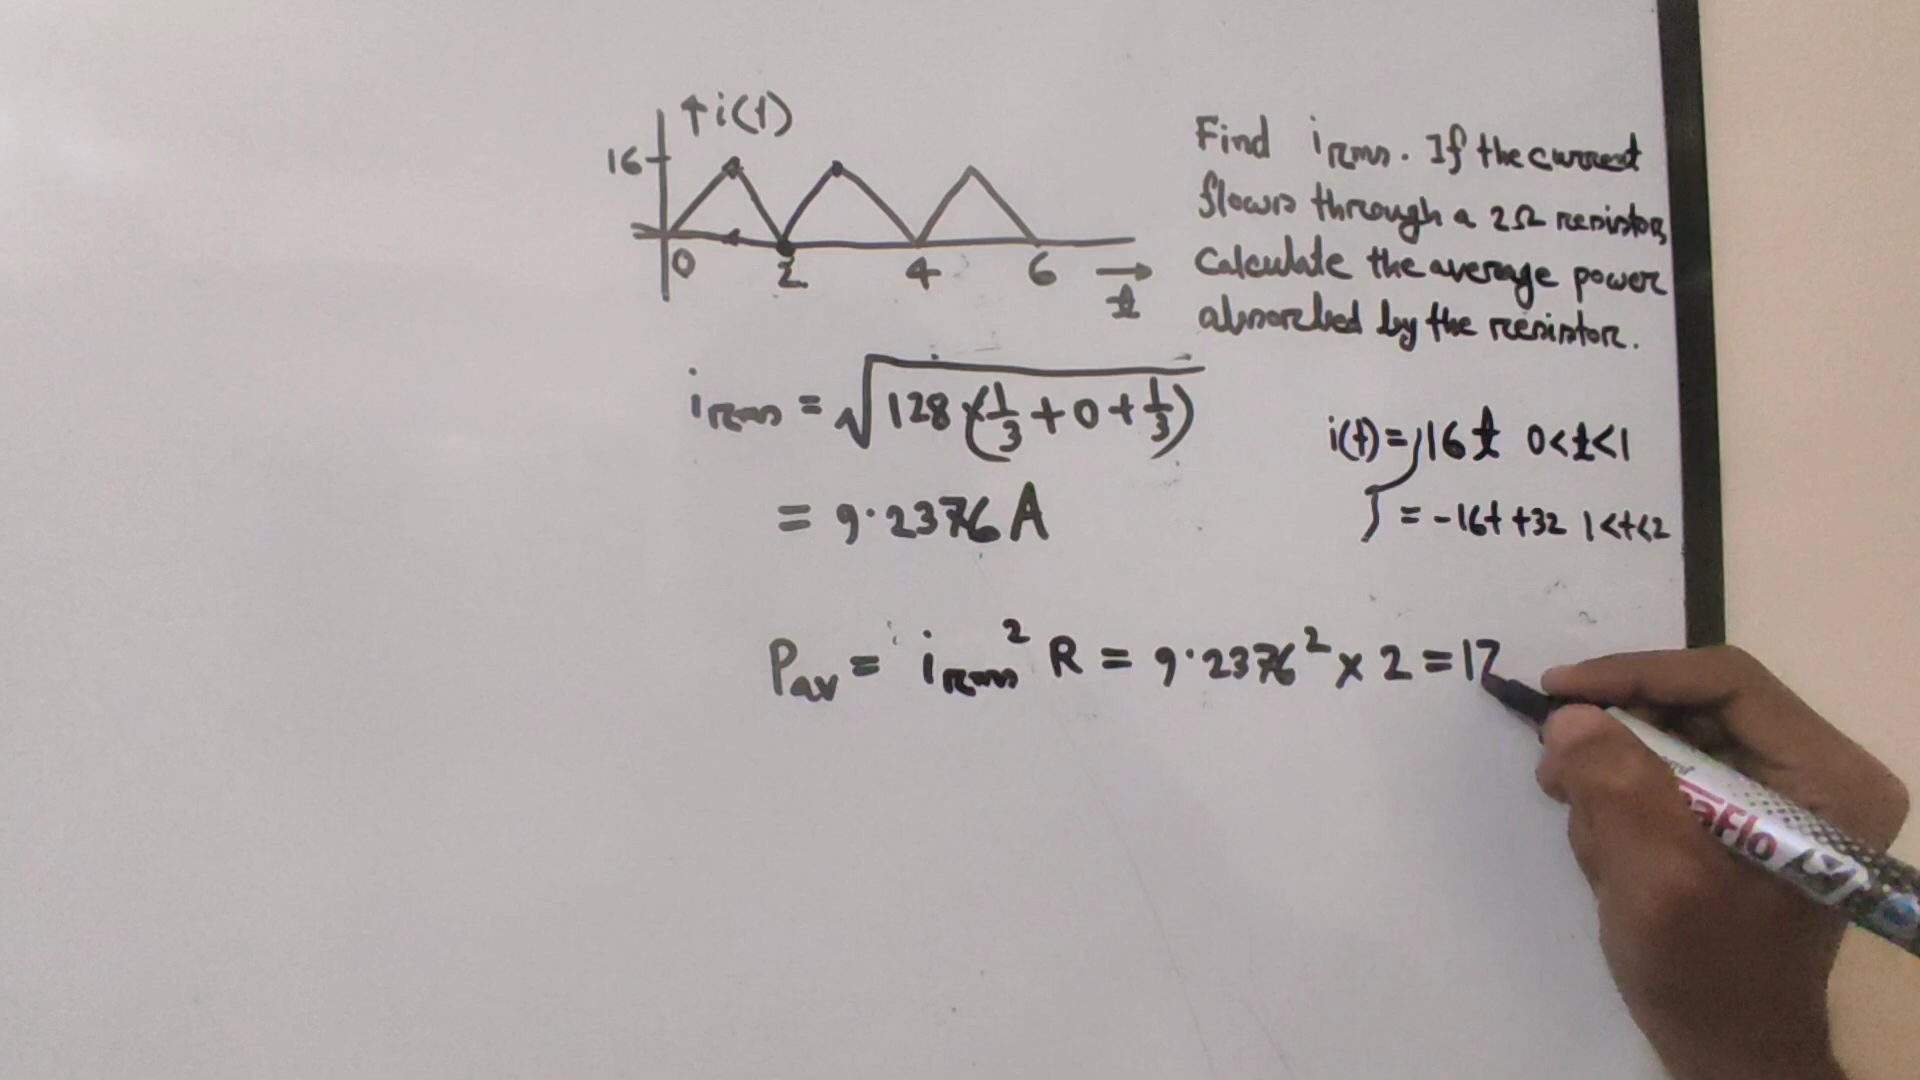 ↑i(t)
16
0 2 4 6
t
Find irms. If the current
flows through a 2Ω resistor,
Calculate the average power
absorbed by the resistor.
irms = √128(1/3 + 0 + 1/3)
= 9.2376 A
i(t) = 16t 0<t<1
= -16t +32 1<t<2
Pav = irms² R = 9.2376² × 2 = 17
aFlo